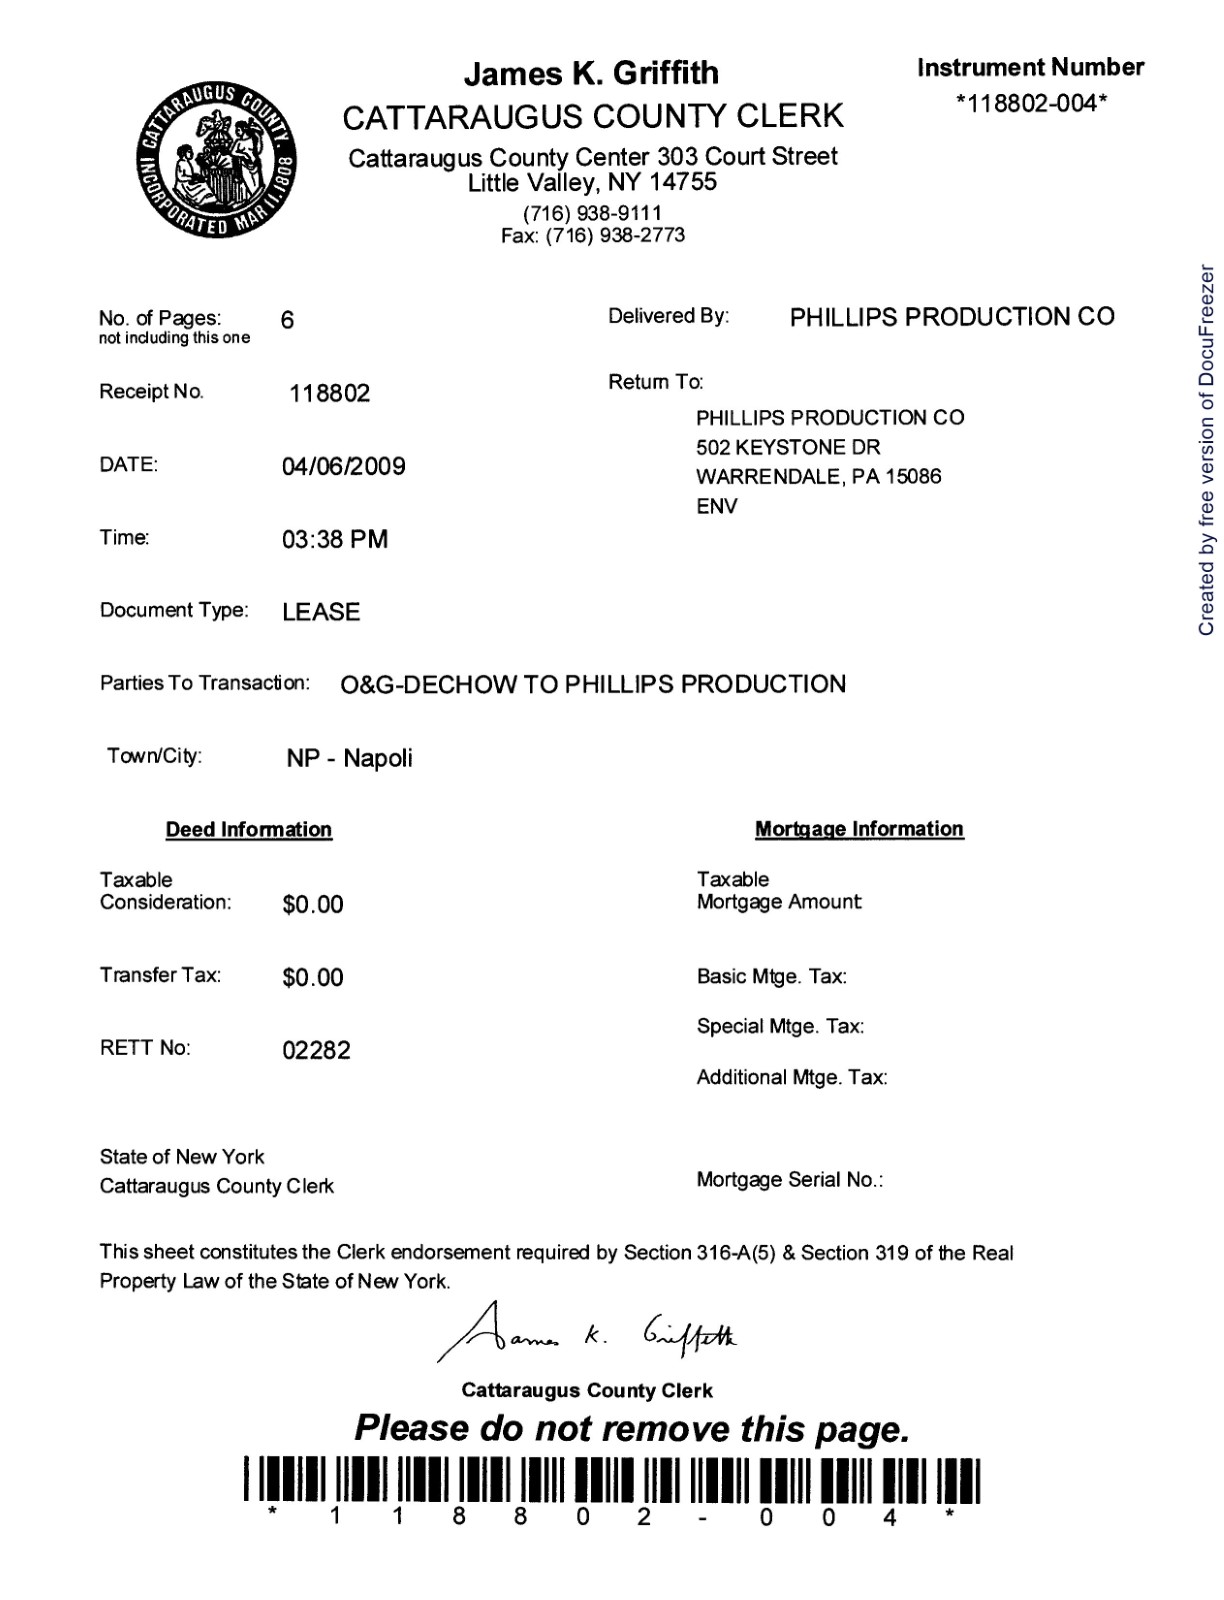 James K. Griffith
CATTARAUGUS COUNTY CLERK
Cattaraugus County Center 303 Court Street
Little Valley, NY 14755
(716) 938-9111
Fax: (716) 938-2773
Instrument Number
*118802-004*
CATTARAUGUS COUNTY.
INCORPORATED MAR 11, 1808
No. of Pages: 6
not including this one
Delivered By: PHILLIPS PRODUCTION CO
Receipt No. 118802
Return To:
PHILLIPS PRODUCTION CO
502 KEYSTONE DR
WARRENDALE, PA 15086
ENV
DATE: 04/06/2009
Time: 03:38 PM
Document Type: LEASE
Parties To Transaction: O&G-DECHOW TO PHILLIPS PRODUCTION
Town/City: NP - Napoli
Deed Information
Taxable
Consideration: $0.00
Transfer Tax: $0.00
RETT No: 02282
Mortgage Information
Taxable
Mortgage Amount
Basic Mtge. Tax:
Special Mtge. Tax:
Additional Mtge. Tax:
State of New York
Cattaraugus County Clerk
Mortgage Serial No.:
This sheet constitutes the Clerk endorsement required by Section 316-A(5) & Section 319 of the Real
Property Law of the State of New York.
James K. Griffith
Cattaraugus County Clerk
Please do not remove this page.
* 1 1 8 8 0 2 - 0 0 4 *
Created by free version of DocuFreezer